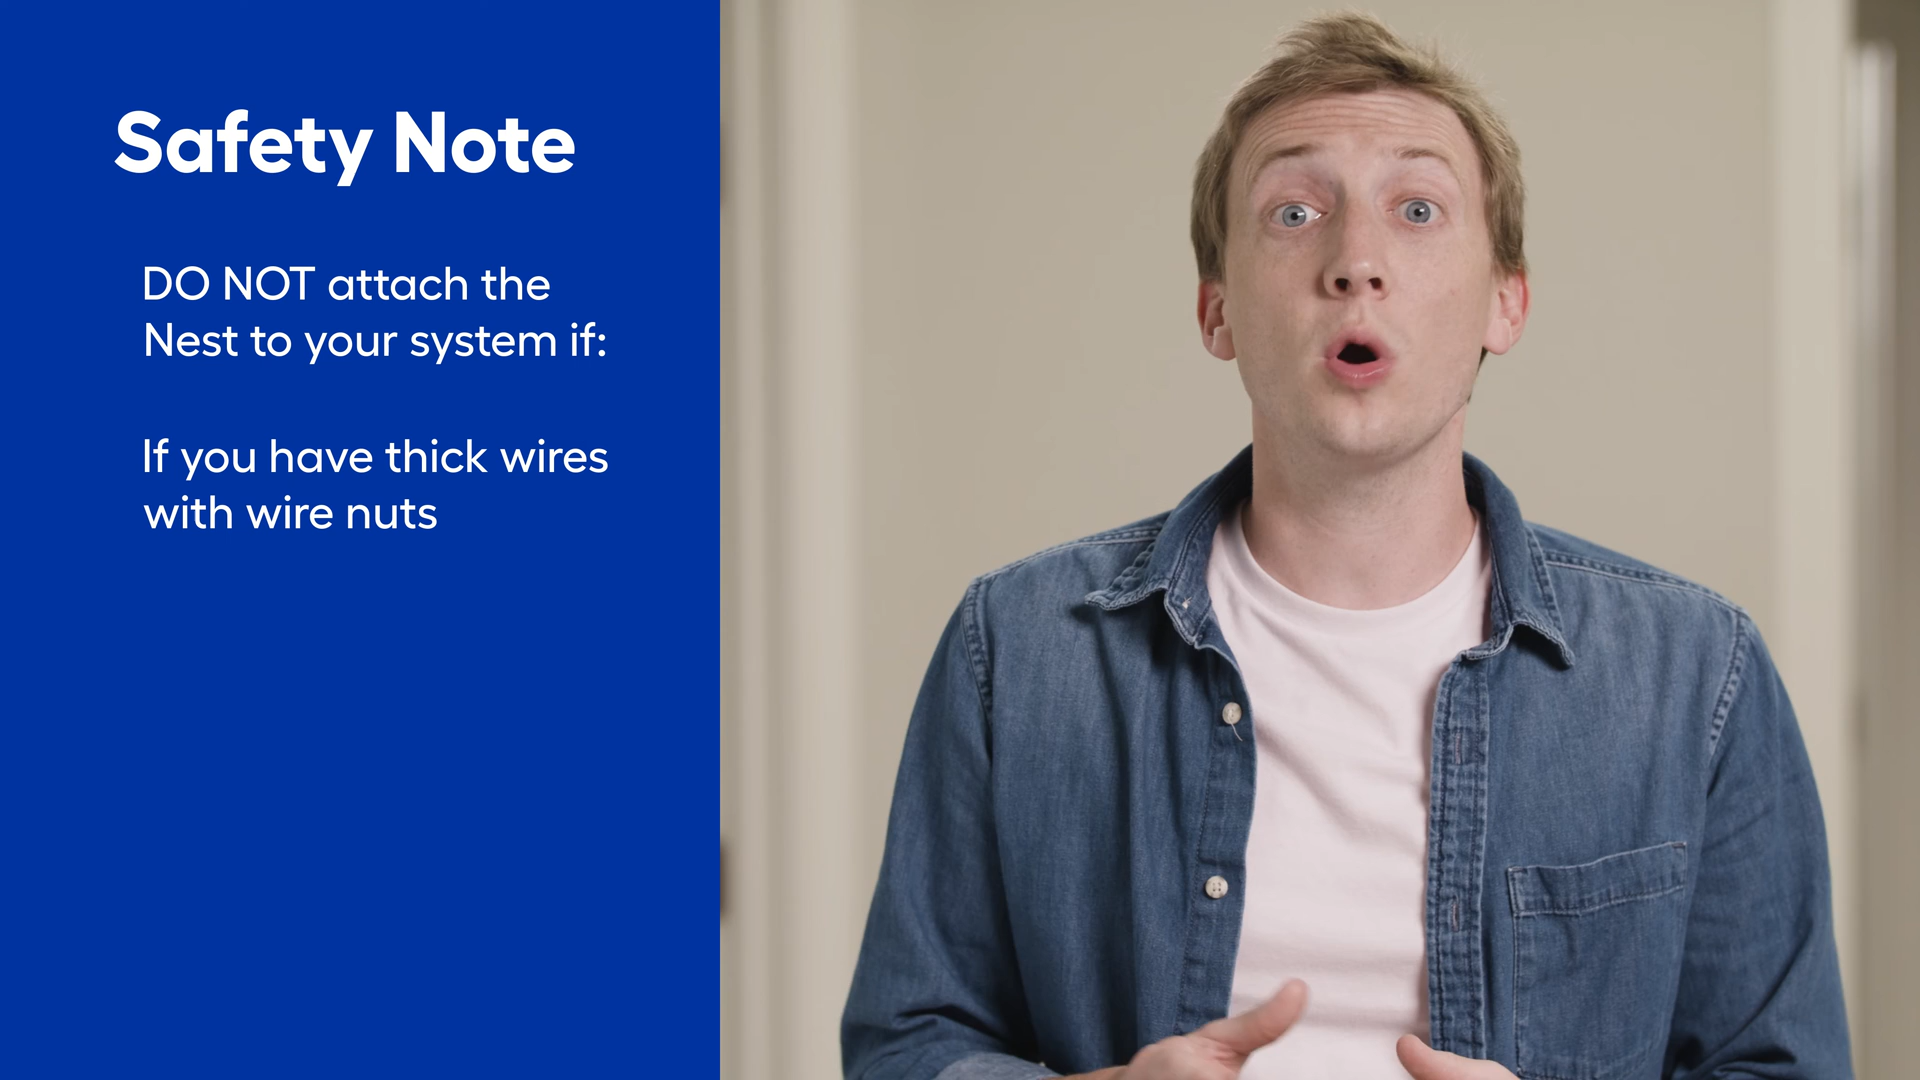 Safety Note
DO NOT attach the
Nest to your system if:
If you have thick wires
with wire nuts